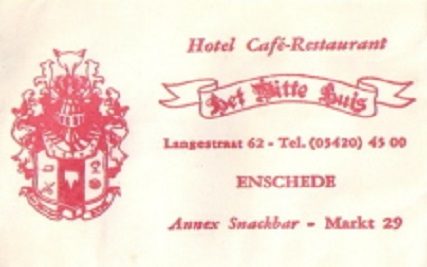 Hotel Café-Restaurant
Het Witte Huis
Langestraat 62 - Tel. (05420) 45 00
ENSCHEDE
Annex Snackbar - Markt 29